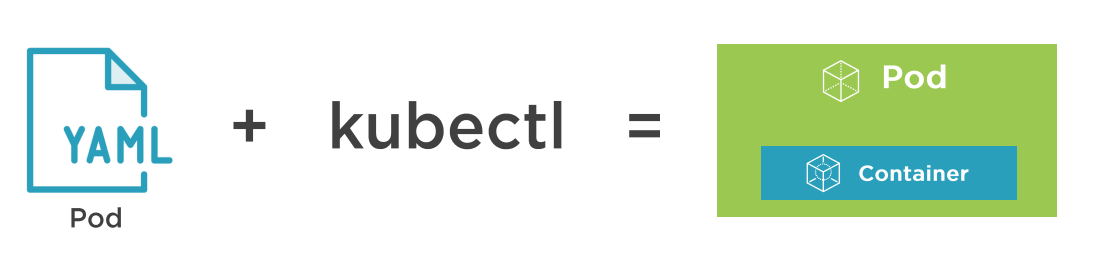 YAML
Pod
+
kubectl
=
Pod
Container